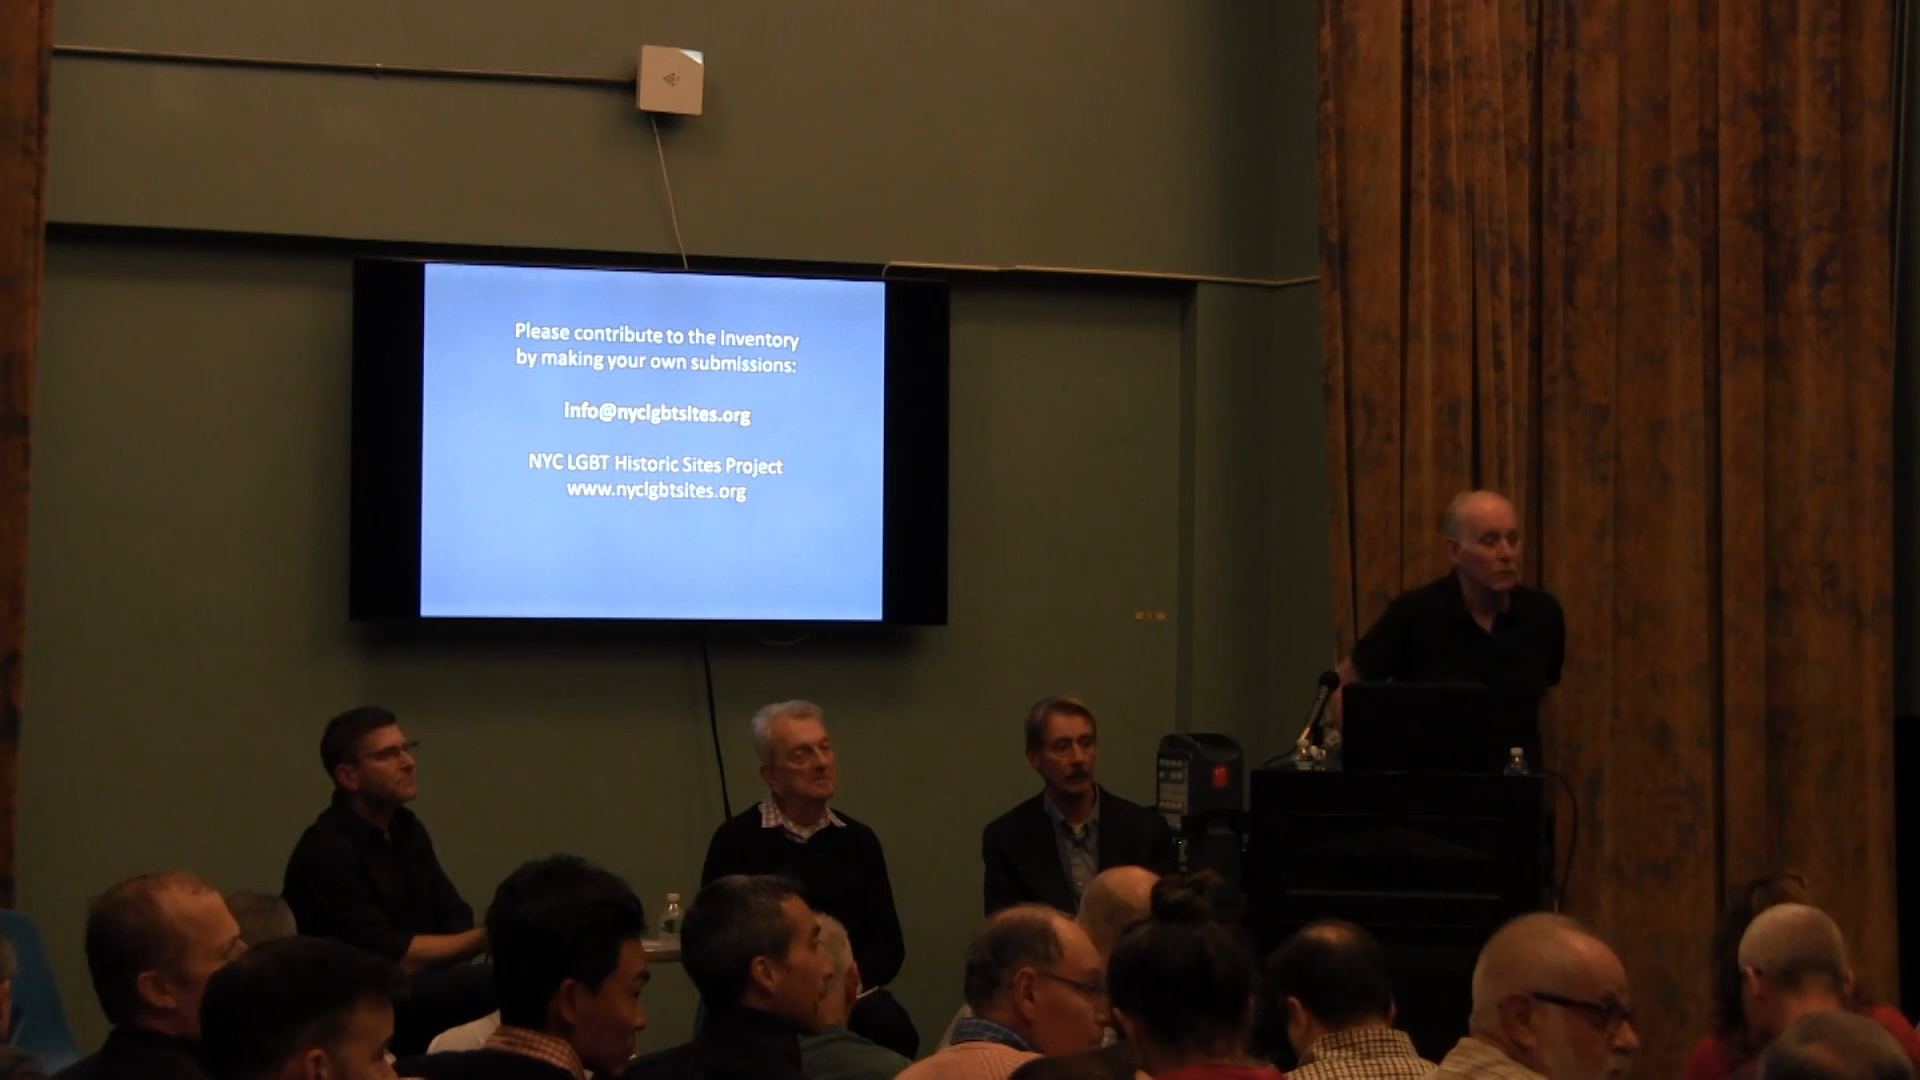 Please contribute to the inventory
by making your own submissions:
info@nyclgbtsites.org
NYC LGBT Historic Sites Project
www.nyclgbtsites.org